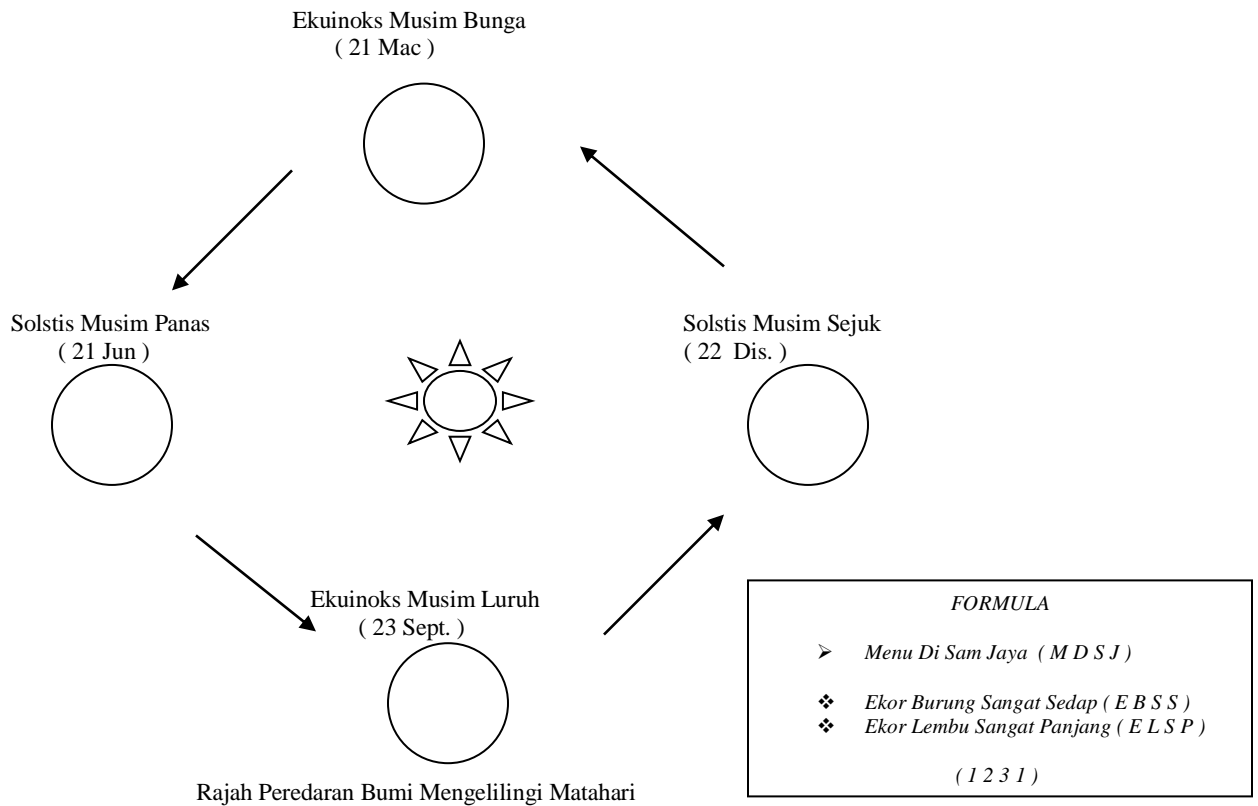 Ekuinoks Musim Bunga
( 21 Mac )
Solstis Musim Panas
( 21 Jun )
Solstis Musim Sejuk
( 22 Dis. )
Ekuinoks Musim Luruh
( 23 Sept. )
Rajah Peredaran Bumi Mengelilingi Matahari
FORMULA
➢ Menu Di Sam Jaya ( M D S J )
❖ Ekor Burung Sangat Sedap ( E B S S )
❖ Ekor Lembu Sangat Panjang ( E L S P )
( 1 2 3 1 )